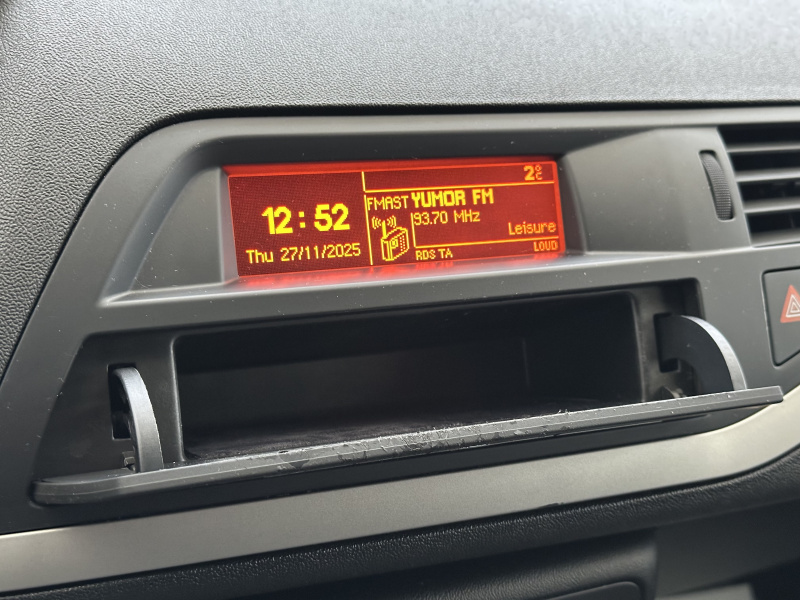 2°C
FMAST YUMOR FM
12:52
93.70 MHz
Leisure
Thu 27/11/2025
RDS TA
LOUD